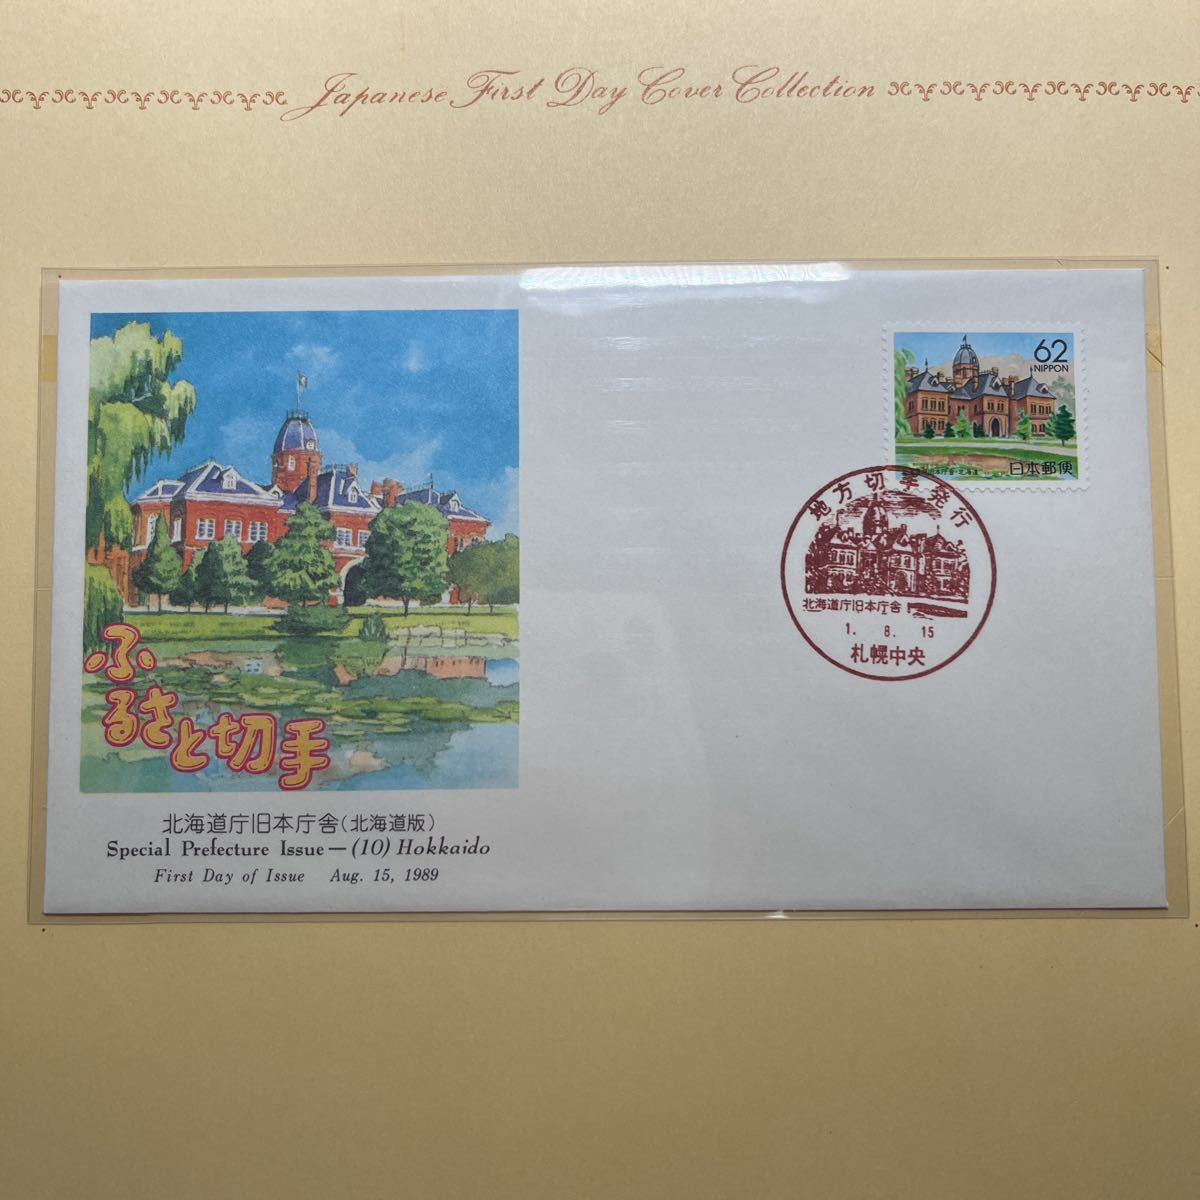 Japanese First Day Cover Collection
62
NIPPON
日本郵便
地方切手発行
北海道庁旧本庁舎
1. 8. 15
札幌中央
ふるさと切手
北海道庁旧本庁舎(北海道版)
Special Prefecture Issue—(10) Hokkaido
First Day of Issue Aug. 15, 1989